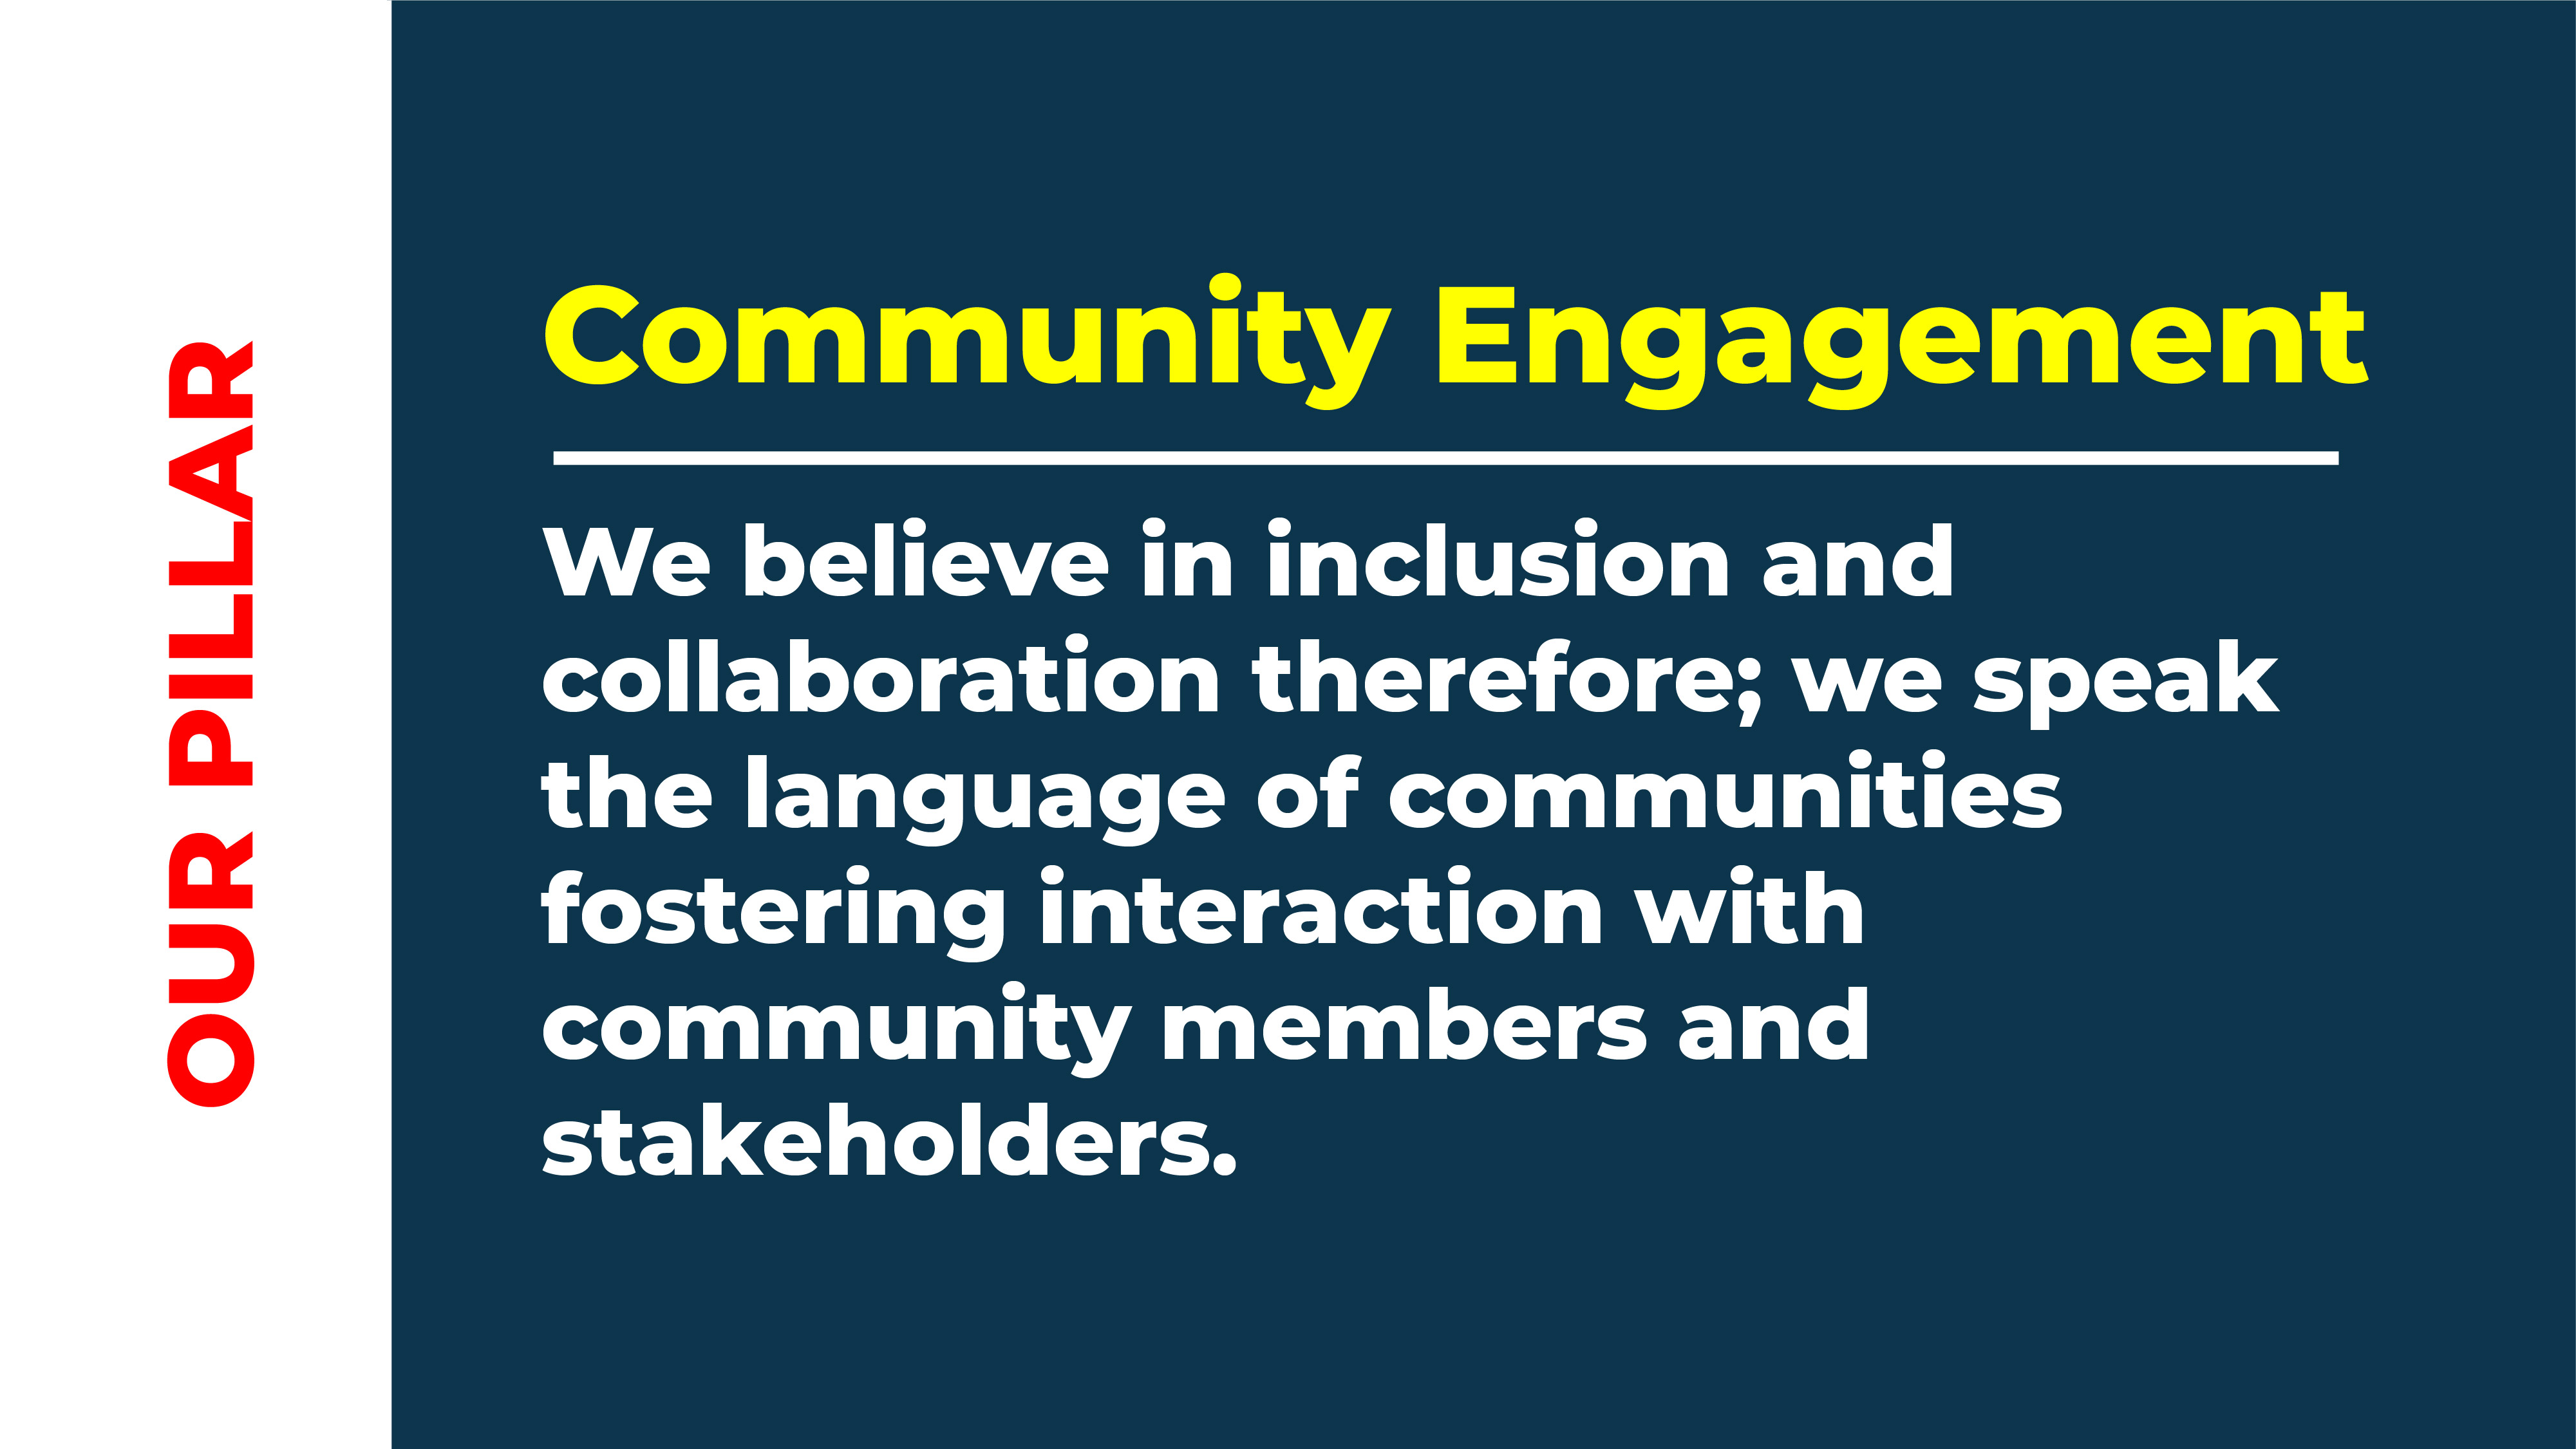 OUR PILLAR
Community Engagement
We believe in inclusion and
collaboration therefore; we speak
the language of communities
fostering interaction with
community members and
stakeholders.